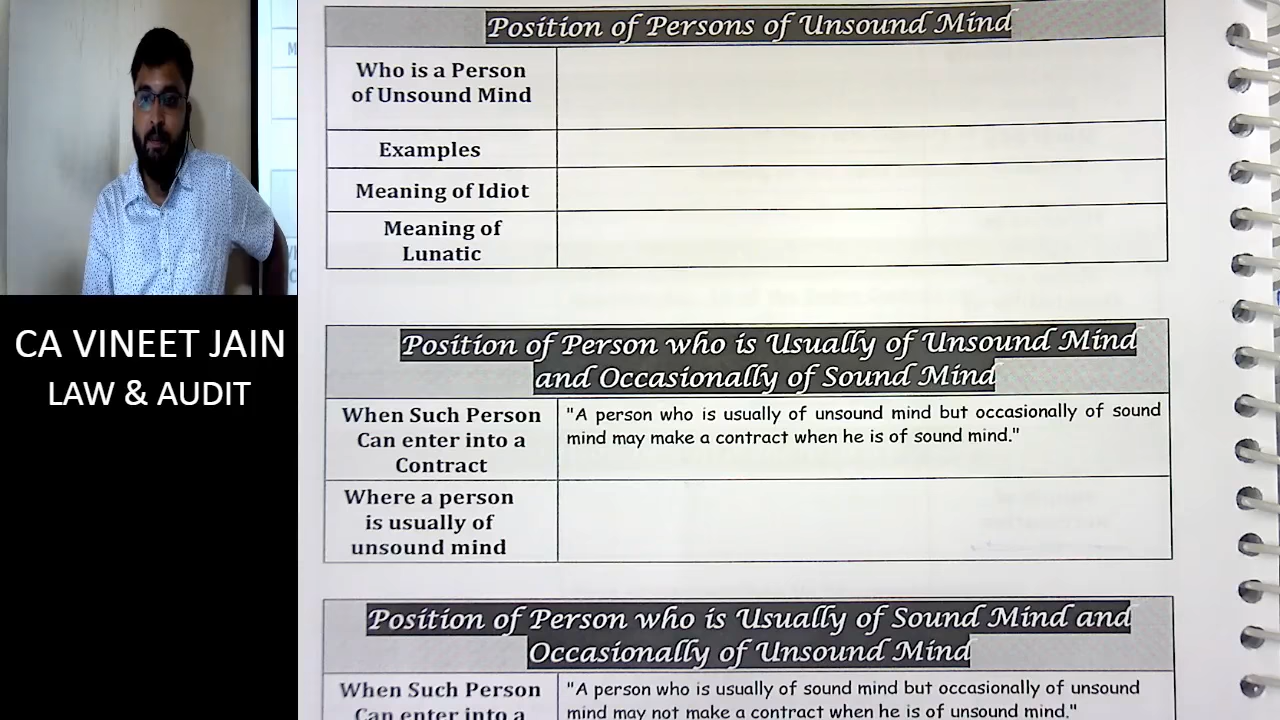 CA VINEET JAIN
LAW & AUDIT
Position of Persons of Unsound Mind
Who is a Person
of Unsound Mind
Examples
Meaning of Idiot
Meaning of
Lunatic
Position of Person who is Usually of Unsound Mind
and Occasionally of Sound Mind
When Such Person
Can enter into a
Contract
"A person who is usually of unsound mind but occasionally of sound
mind may make a contract when he is of sound mind."
Where a person
is usually of
unsound mind
Position of Person who is Usually of Sound Mind and
Occasionally of Unsound Mind
When Such Person
Can enter into a
"A person who is usually of sound mind but occasionally of unsound
mind may not make a contract when he is of unsound mind."